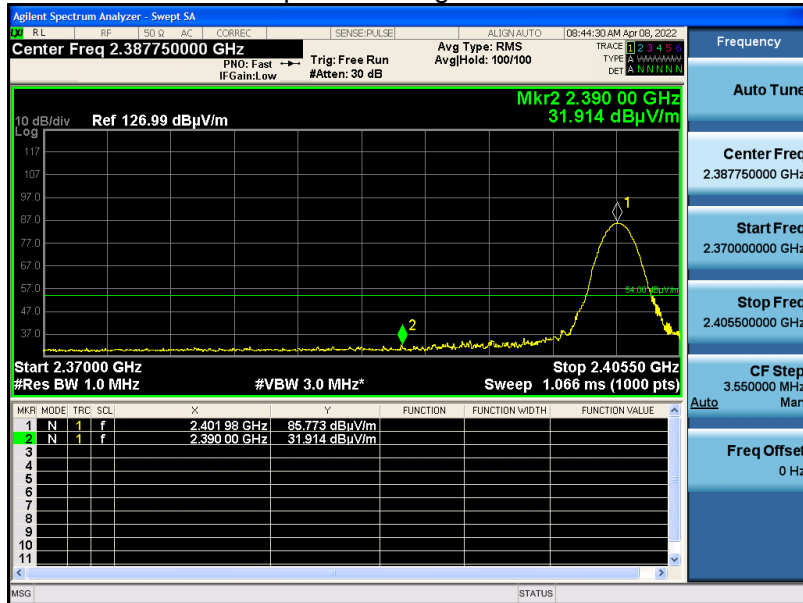 Agilent Spectrum Analyzer - Swept SA
LXI RL RF 50 Ω AC CORREC SENSE:PULSE ALIGN AUTO 08:44:30 AM Apr 08, 2022
Center Freq 2.387750000 GHz
PNO: Fast
IFGain:Low
Trig: Free Run
#Atten: 30 dB
Avg Type: RMS
Avg|Hold: 100/100
TRACE 1 2 3 4 5 6
TYPE A WWWWW
DET A N N N N N
Mkr2 2.390 00 GHz
31.914 dBµV/m
10 dB/div
Log
Ref 126.99 dBµV/m
117
107
97.0
87.0
77.0
67.0
57.0
47.0
37.0
1
2
54.00 dBµV/m
Start 2.37000 GHz
Stop 2.40550 GHz
#Res BW 1.0 MHz
#VBW 3.0 MHz*
Sweep 1.066 ms (1000 pts)
MKR MODE TRC SCL X Y FUNCTION FUNCTION WIDTH FUNCTION VALUE
1 N 1 f 2.401 98 GHz 85.773 dBµV/m
2 N 1 f 2.390 00 GHz 31.914 dBµV/m
3
4
5
6
7
8
9
10
11
MSG
STATUS
Frequency
Auto Tune
Center Freq
2.387750000 GHz
Start Freq
2.370000000 GHz
Stop Freq
2.405500000 GHz
CF Step
3.550000 MHz
Auto Man
Freq Offset
0 Hz